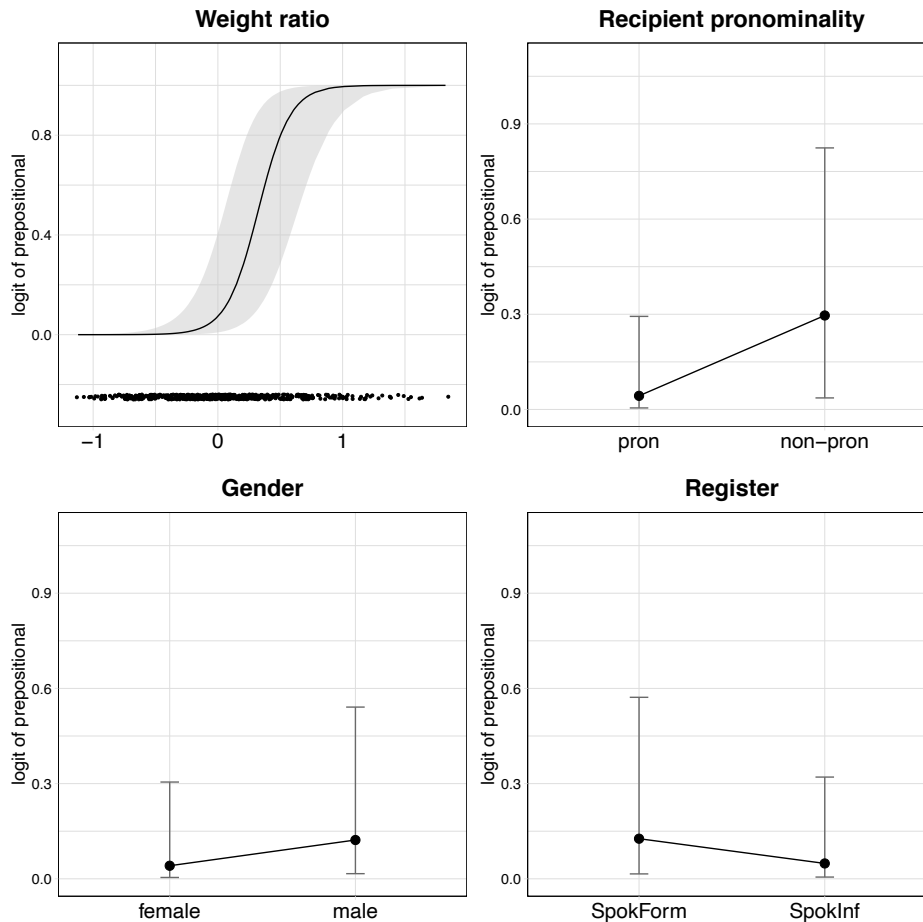 Weight ratio
logit of prepositional
0.8
0.4
0.0
−1
0
1
Recipient pronominality
logit of prepositional
0.9
0.6
0.3
0.0
pron
non−pron
Gender
logit of prepositional
0.9
0.6
0.3
0.0
female
male
Register
logit of prepositional
0.9
0.6
0.3
0.0
SpokForm
SpokInf